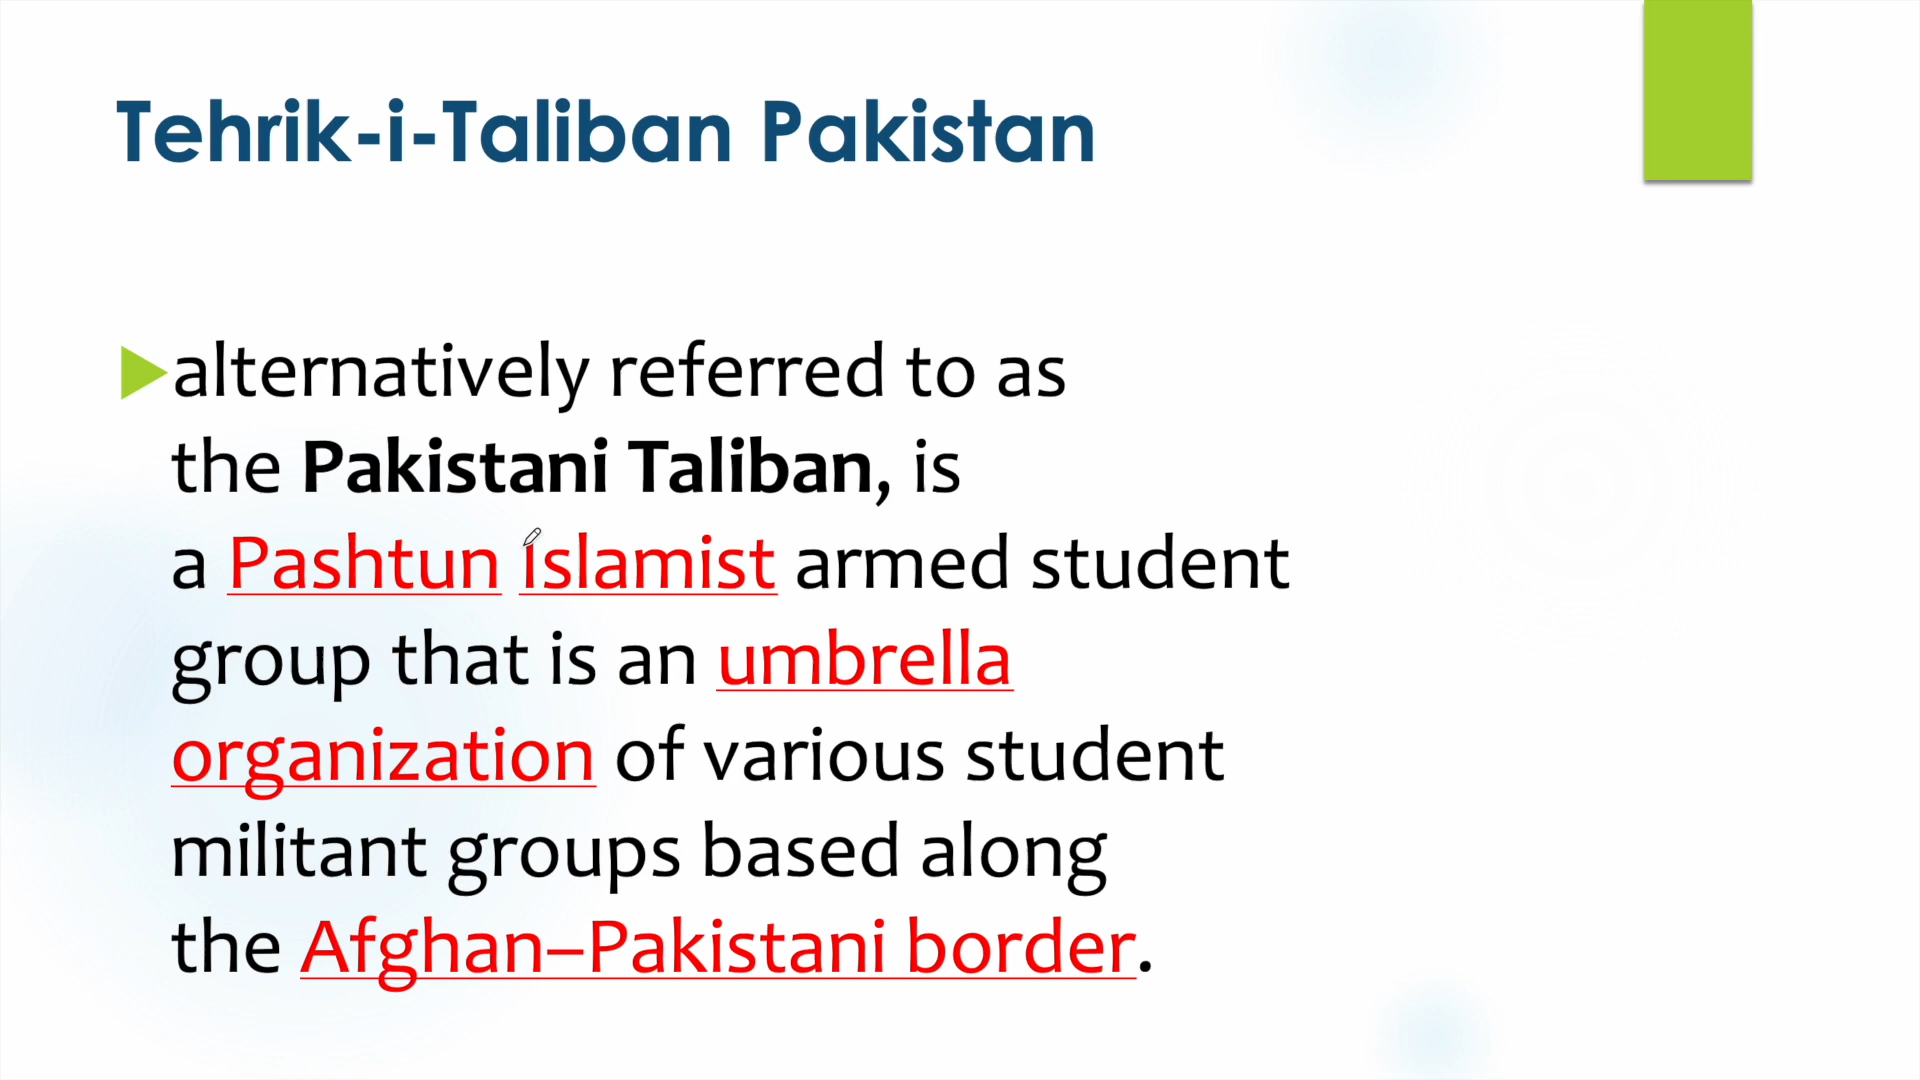 Tehrik-i-Taliban Pakistan
alternatively referred to as
the Pakistani Taliban, is
a Pashtun Islamist armed student
group that is an umbrella
organization of various student
militant groups based along
the Afghan–Pakistani border.